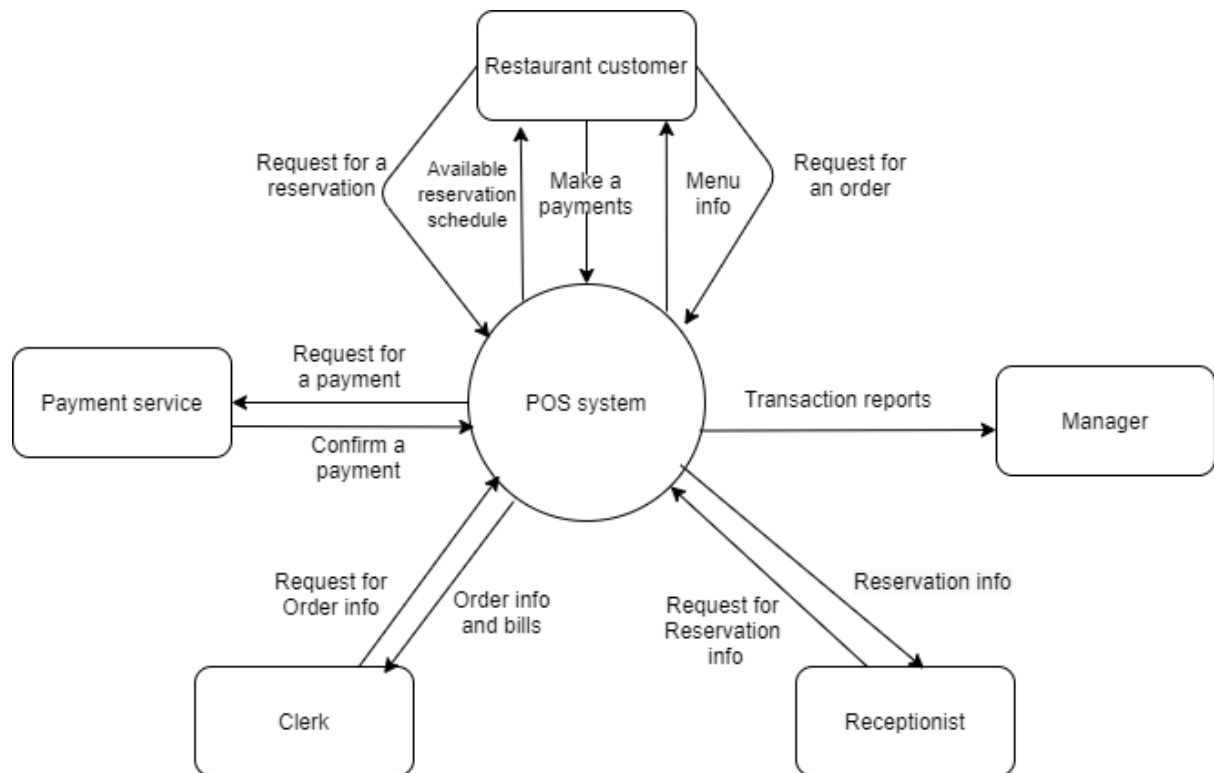 Restaurant customer
Request for a
reservation
Available
reservation
schedule
Make a
payments
Menu
info
Request for
an order
Request for
a payment
Payment service
Confirm a
payment
POS system
Transaction reports
Manager
Request for
Order info
Order info
and bills
Request for
Reservation
info
Reservation info
Clerk
Receptionist